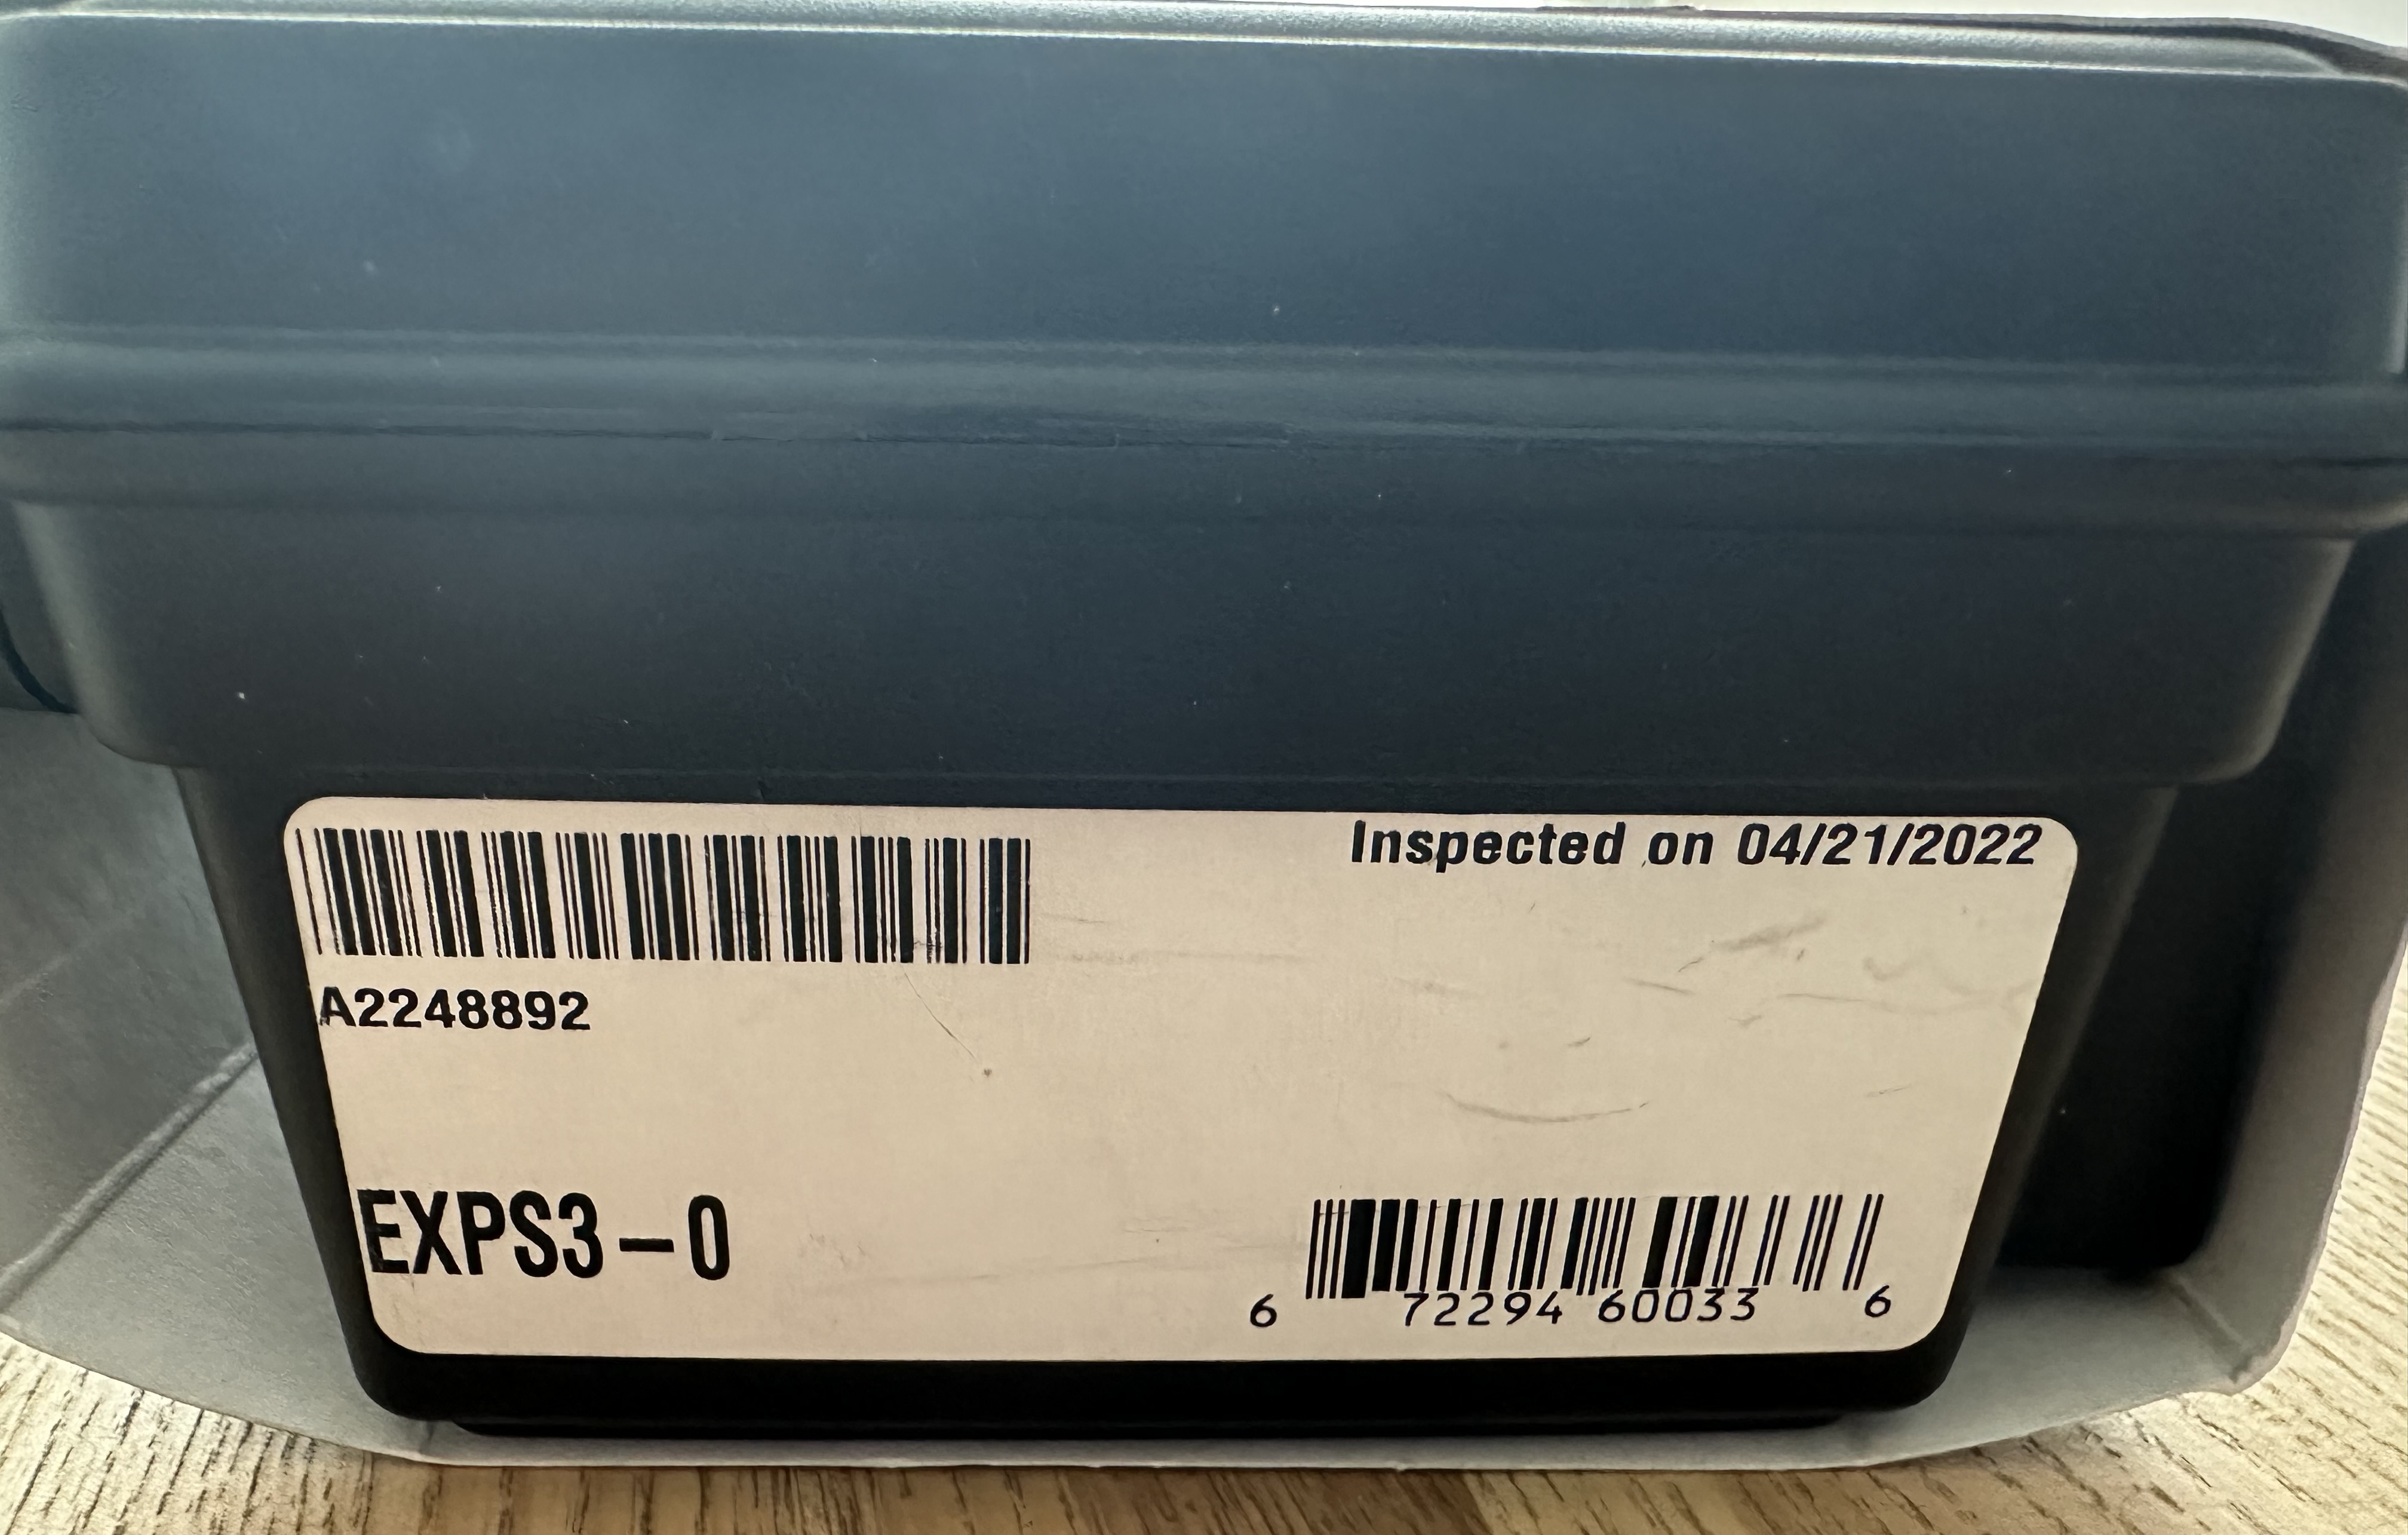 Inspected on 04/21/2022
A2248892
EXPS3-0
6 72294 60033 6